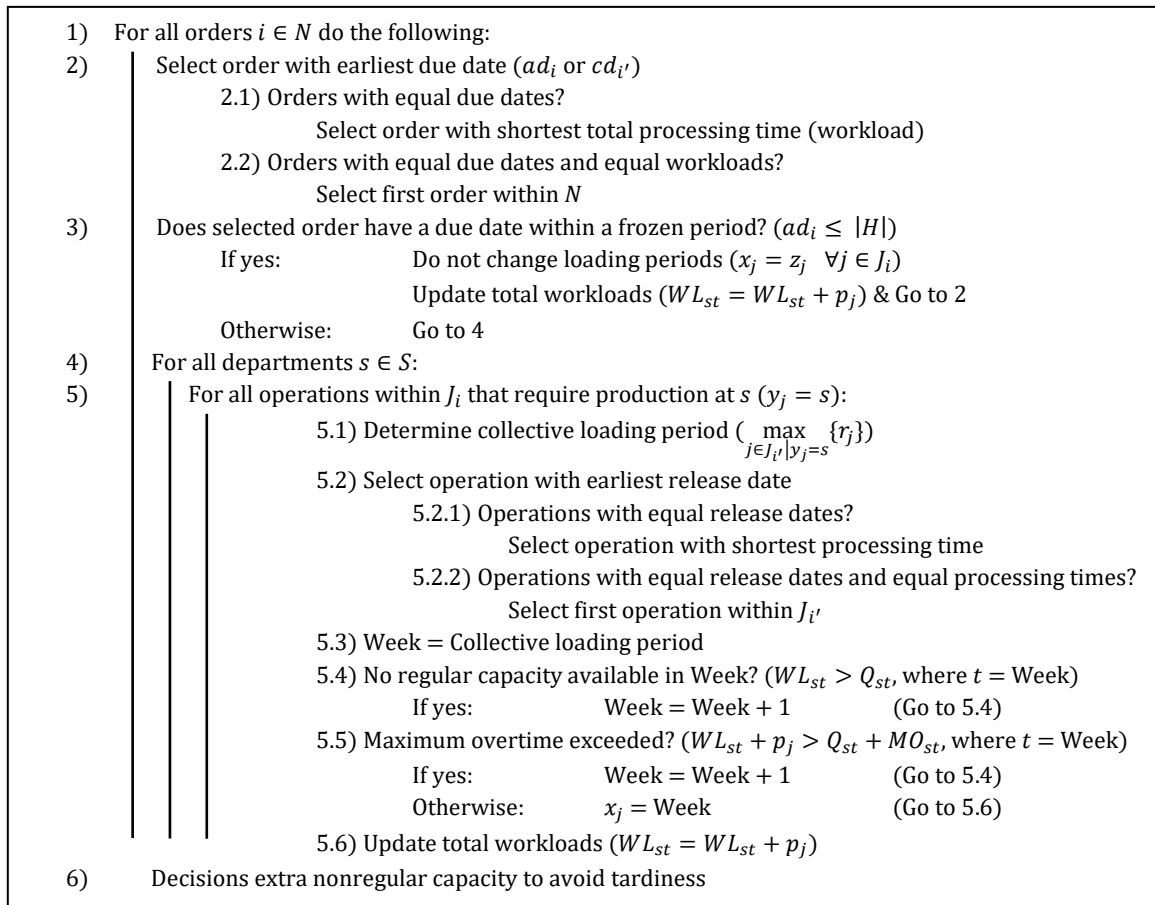 1) For all orders i ∈ N do the following:
2) Select order with earliest due date (ad_i or cd_i′)
2.1) Orders with equal due dates?
Select order with shortest total processing time (workload)
2.2) Orders with equal due dates and equal workloads?
Select first order within N
3) Does selected order have a due date within a frozen period? (ad_i ≤ |H|)
If yes: Do not change loading periods (x_j = z_j ∀j ∈ J_i)
Update total workloads (WL_st = WL_st + p_j) & Go to 2
Otherwise: Go to 4
4) For all departments s ∈ S:
5) For all operations within J_i that require production at s (y_j = s):
5.1) Determine collective loading period (max_{j∈J_i′|y_j=s}{r_j})
5.2) Select operation with earliest release date
5.2.1) Operations with equal release dates?
Select operation with shortest processing time
5.2.2) Operations with equal release dates and equal processing times?
Select first operation within J_i′
5.3) Week = Collective loading period
5.4) No regular capacity available in Week? (WL_st > Q_st, where t = Week)
If yes: Week = Week + 1 (Go to 5.4)
5.5) Maximum overtime exceeded? (WL_st + p_j > Q_st + MO_st, where t = Week)
If yes: Week = Week + 1 (Go to 5.4)
Otherwise: x_j = Week (Go to 5.6)
5.6) Update total workloads (WL_st = WL_st + p_j)
6) Decisions extra nonregular capacity to avoid tardiness